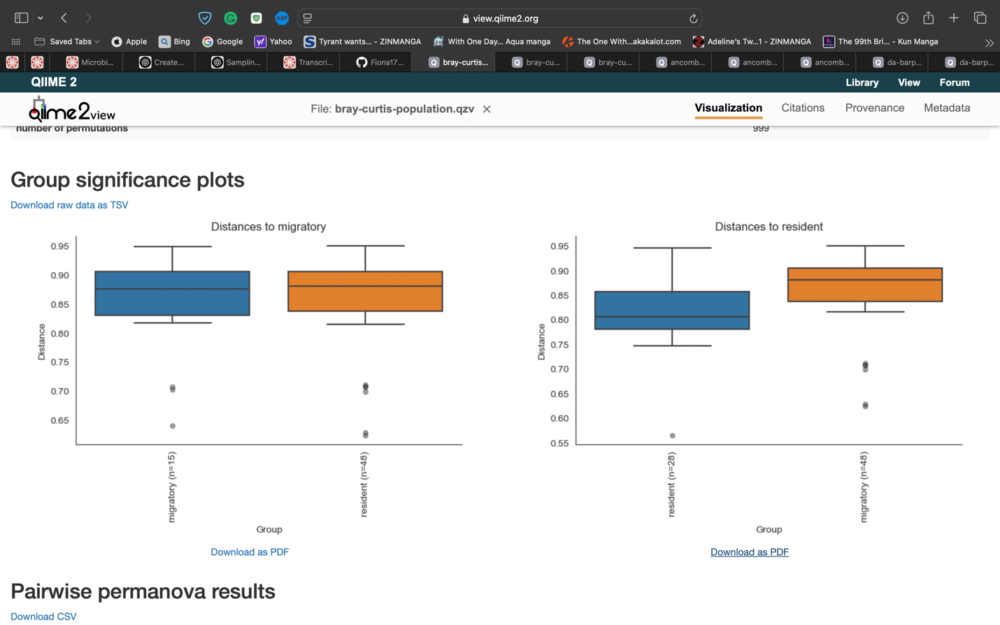 view.qiime2.org
ABP
Saved Tabs
Apple
Bing
Google
Yahoo
Tyrant wants... - ZINMANGA
With One Day... Aqua manga
The One With...akakalot.com
Adeline's Tw...1 - ZINMANGA
The 99th Bri... - Kun Manga
Microbi...
Create...
Samplin...
Transcri...
Fiona17...
bray-curtis...
bray-cu...
bray-cu...
ancomb...
ancomb...
ancomb...
da-barp...
da-barp...
QIIME 2
Library
View
Forum
qiime2view
File: bray-curtis-population.qzv
Visualization
Citations
Provenance
Metadata
number of permutations
999
Group significance plots
Download raw data as TSV
Distances to migratory
0.95
0.90
0.85
0.80
0.75
0.70
0.65
Distance
migratory (n=15)
resident (n=48)
Group
Download as PDF
Distances to resident
0.95
0.90
0.85
0.80
0.75
0.70
0.65
0.60
0.55
Distance
resident (n=28)
migratory (n=48)
Group
Download as PDF
Pairwise permanova results
Download CSV